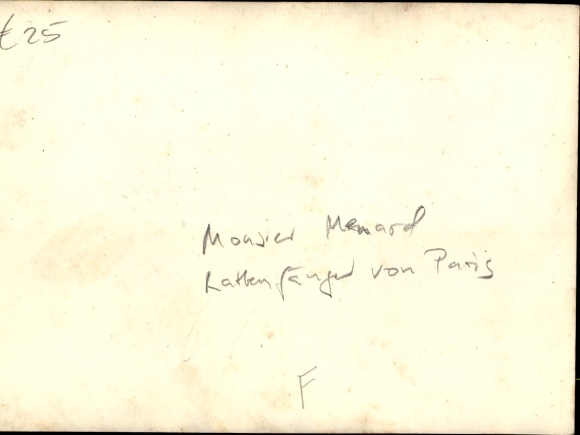 € 25
Monsier Menard
Rattenfänger von Paris
F